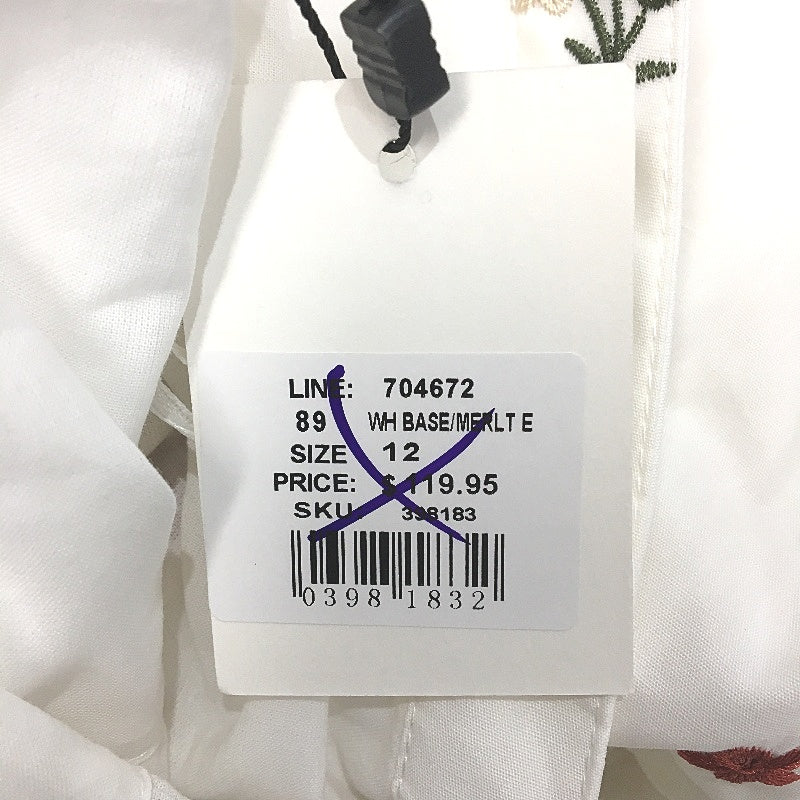 LINE: 704672
89 WH BASE/MERLT E
SIZE 12
PRICE: $ 119.95
SKU: 398183
0398 1832